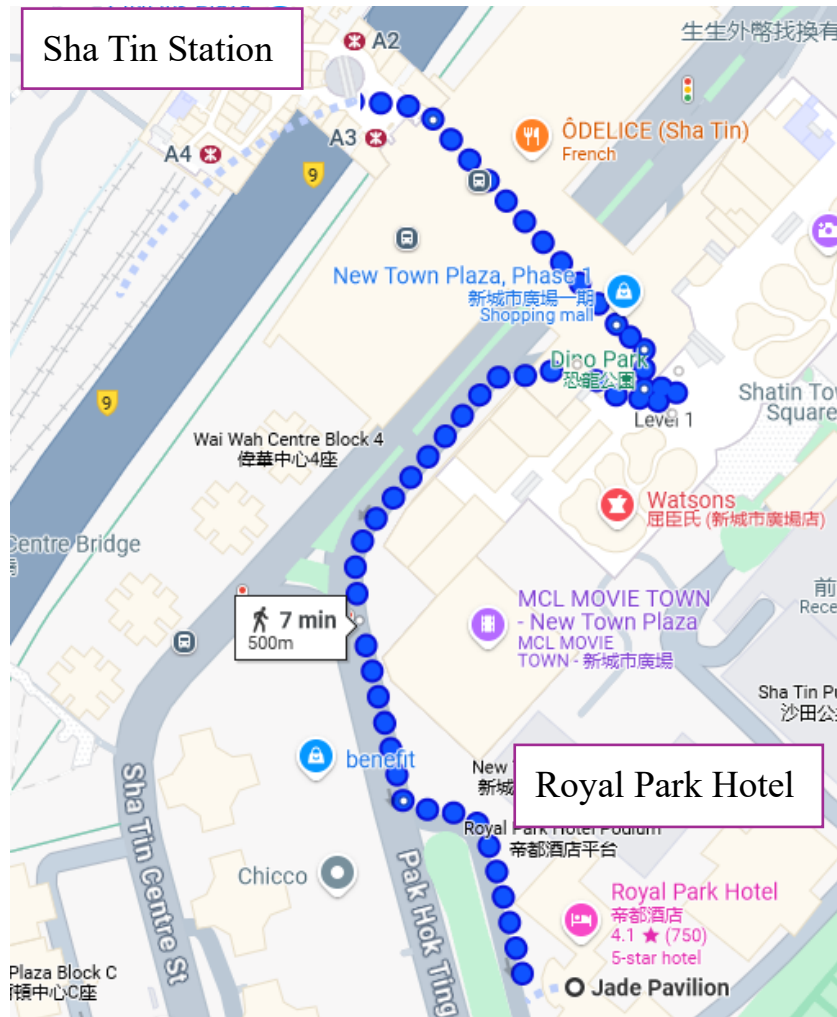 Sha Tin Station
A2
A3
A4
9
生生外幣找換有
ÔDELICE (Sha Tin)
French
New Town Plaza, Phase 1
新城市廣場一期
Shopping mall
Dino Park
恐龍公園
Level 1
Shatin Tow
Square
9
Wai Wah Centre Block 4
偉華中心4座
Watsons
屈臣氏 (新城市廣場店)
Centre Bridge
7 min
500m
MCL MOVIE TOWN
- New Town Plaza
MCL MOVIE
TOWN - 新城市廣場
前
Rece
Sha Tin Pu
沙田公
benefit
New
新城
Royal Park Hotel
Royal Park Hotel Podium
帝都酒店平台
Sha Tin Centre St
Pak Hok Ting
Chicco
Royal Park Hotel
帝都酒店
4.1 ★ (750)
5-star hotel
Plaza Block C
頓中心C座
Jade Pavilion